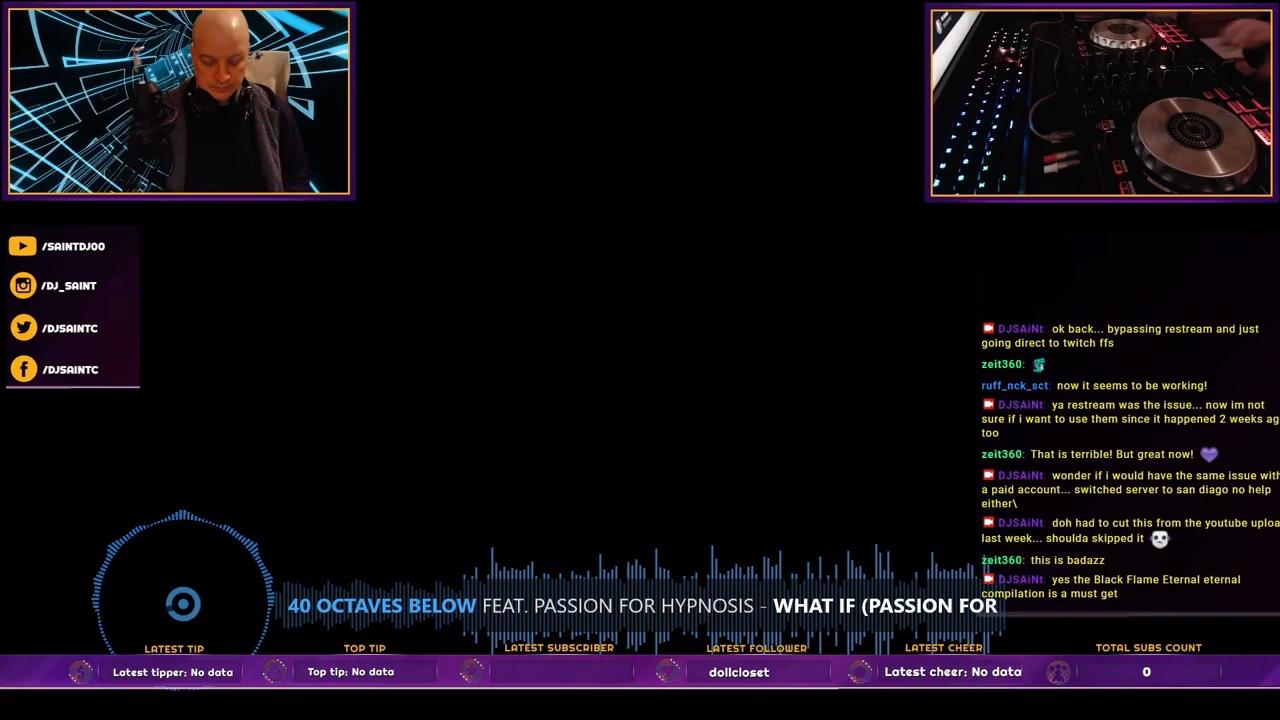 /SAINTDJ00
/DJ_SAINT
/DJSAINTC
/DJSAINTC
DJSAiNt: ok back... bypassing restream and just
going direct to twitch ffs
zeit360:
ruff_nck_sct: now it seems to be working!
DJSAiNt: ya restream was the issue... now im not
sure if i want to use them since it happened 2 weeks ag
too
zeit360: That is terrible! But great now!
DJSAiNt: wonder if i would have the same issue with
a paid account... switched server to san diago no help
either\
DJSAiNt: doh had to cut this from the youtube uploa
last week... shoulda skipped it
zeit360: this is badazz
DJSAiNt: yes the Black Flame Eternal eternal
compilation is a must get
40 OCTAVES BELOW FEAT. PASSION FOR HYPNOSIS - WHAT IF (PASSION FOR
LATEST TIP
TOP TIP
LATEST SUBSCRIBER
LATEST FOLLOWER
LATEST CHEER
TOTAL SUBS COUNT
Latest tipper: No data
Top tip: No data
dollcloset
Latest cheer: No data
0